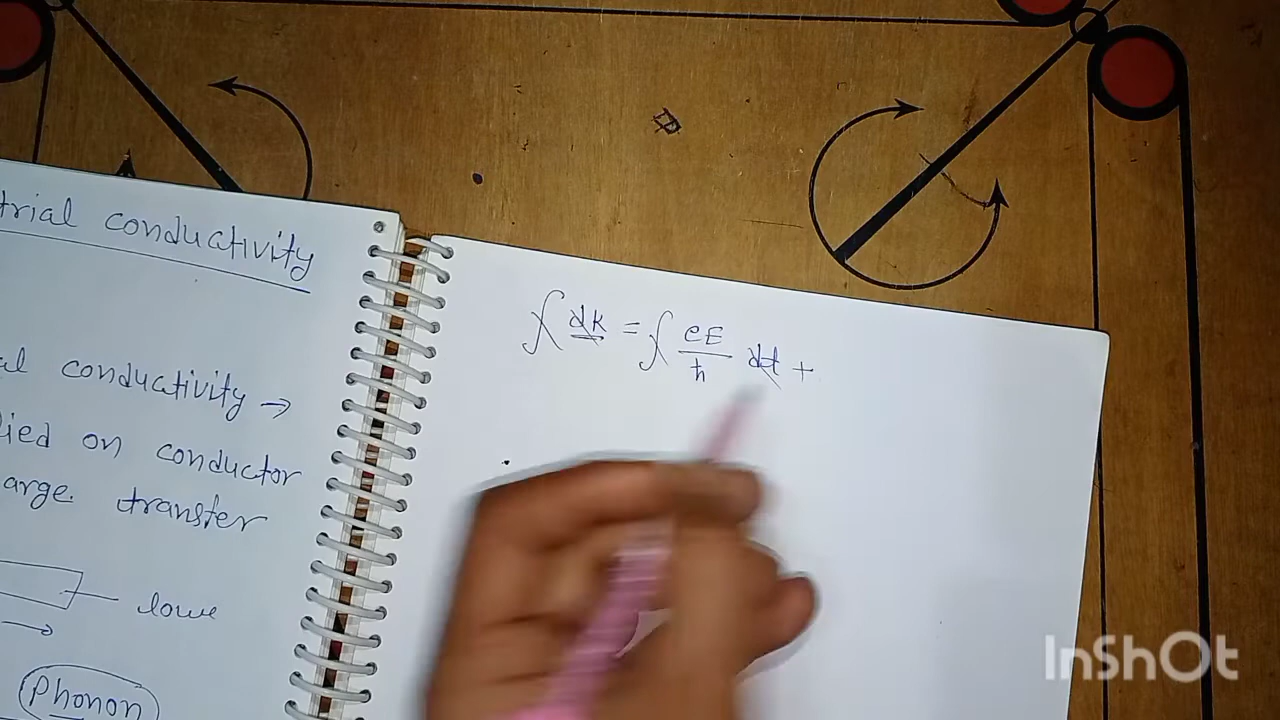 trial conductivity
al conductivity →
lied on conductor
arge transfer
lowe
Phonon
∫ dk = ∫ eE/ħ dt +
InShOt